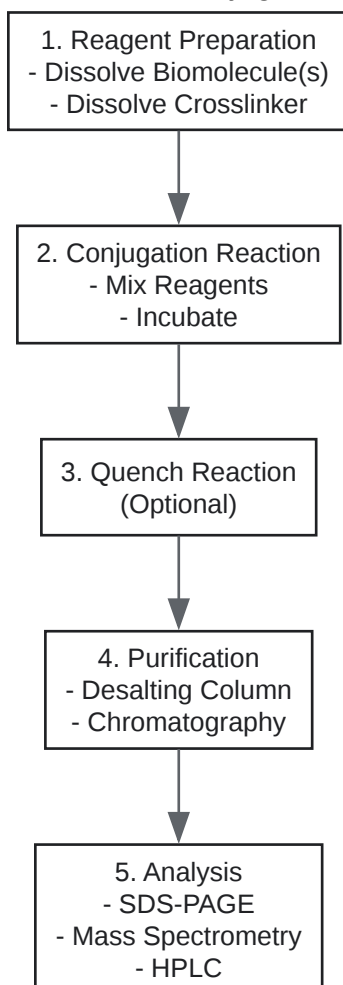 1. Reagent Preparation
- Dissolve Biomolecule(s)
- Dissolve Crosslinker
2. Conjugation Reaction
- Mix Reagents
- Incubate
3. Quench Reaction
(Optional)
4. Purification
- Desalting Column
- Chromatography
5. Analysis
- SDS-PAGE
- Mass Spectrometry
- HPLC